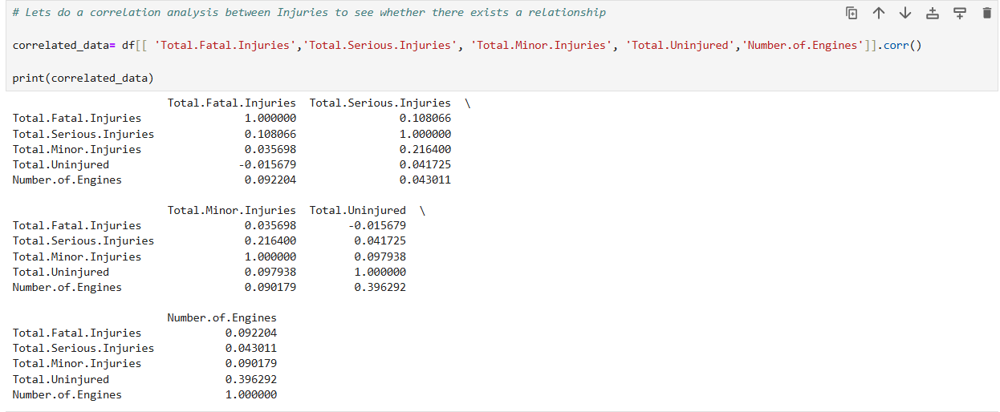 # Lets do a correlation analysis between Injuries to see whether there exists a relationship
correlated_data= df[[ 'Total.Fatal.Injuries','Total.Serious.Injuries', 'Total.Minor.Injuries', 'Total.Uninjured','Number.of.Engines']].corr()
print(correlated_data)
Total.Fatal.Injuries  Total.Serious.Injuries  \
Total.Fatal.Injuries 1.000000 0.108066
Total.Serious.Injuries 0.108066 1.000000
Total.Minor.Injuries 0.035698 0.216400
Total.Uninjured -0.015679 0.041725
Number.of.Engines 0.092204 0.043011
Total.Minor.Injuries  Total.Uninjured  \
Total.Fatal.Injuries 0.035698 -0.015679
Total.Serious.Injuries 0.216400 0.041725
Total.Minor.Injuries 1.000000 0.097938
Total.Uninjured 0.097938 1.000000
Number.of.Engines 0.090179 0.396292
Number.of.Engines
Total.Fatal.Injuries 0.092204
Total.Serious.Injuries 0.043011
Total.Minor.Injuries 0.090179
Total.Uninjured 0.396292
Number.of.Engines 1.000000